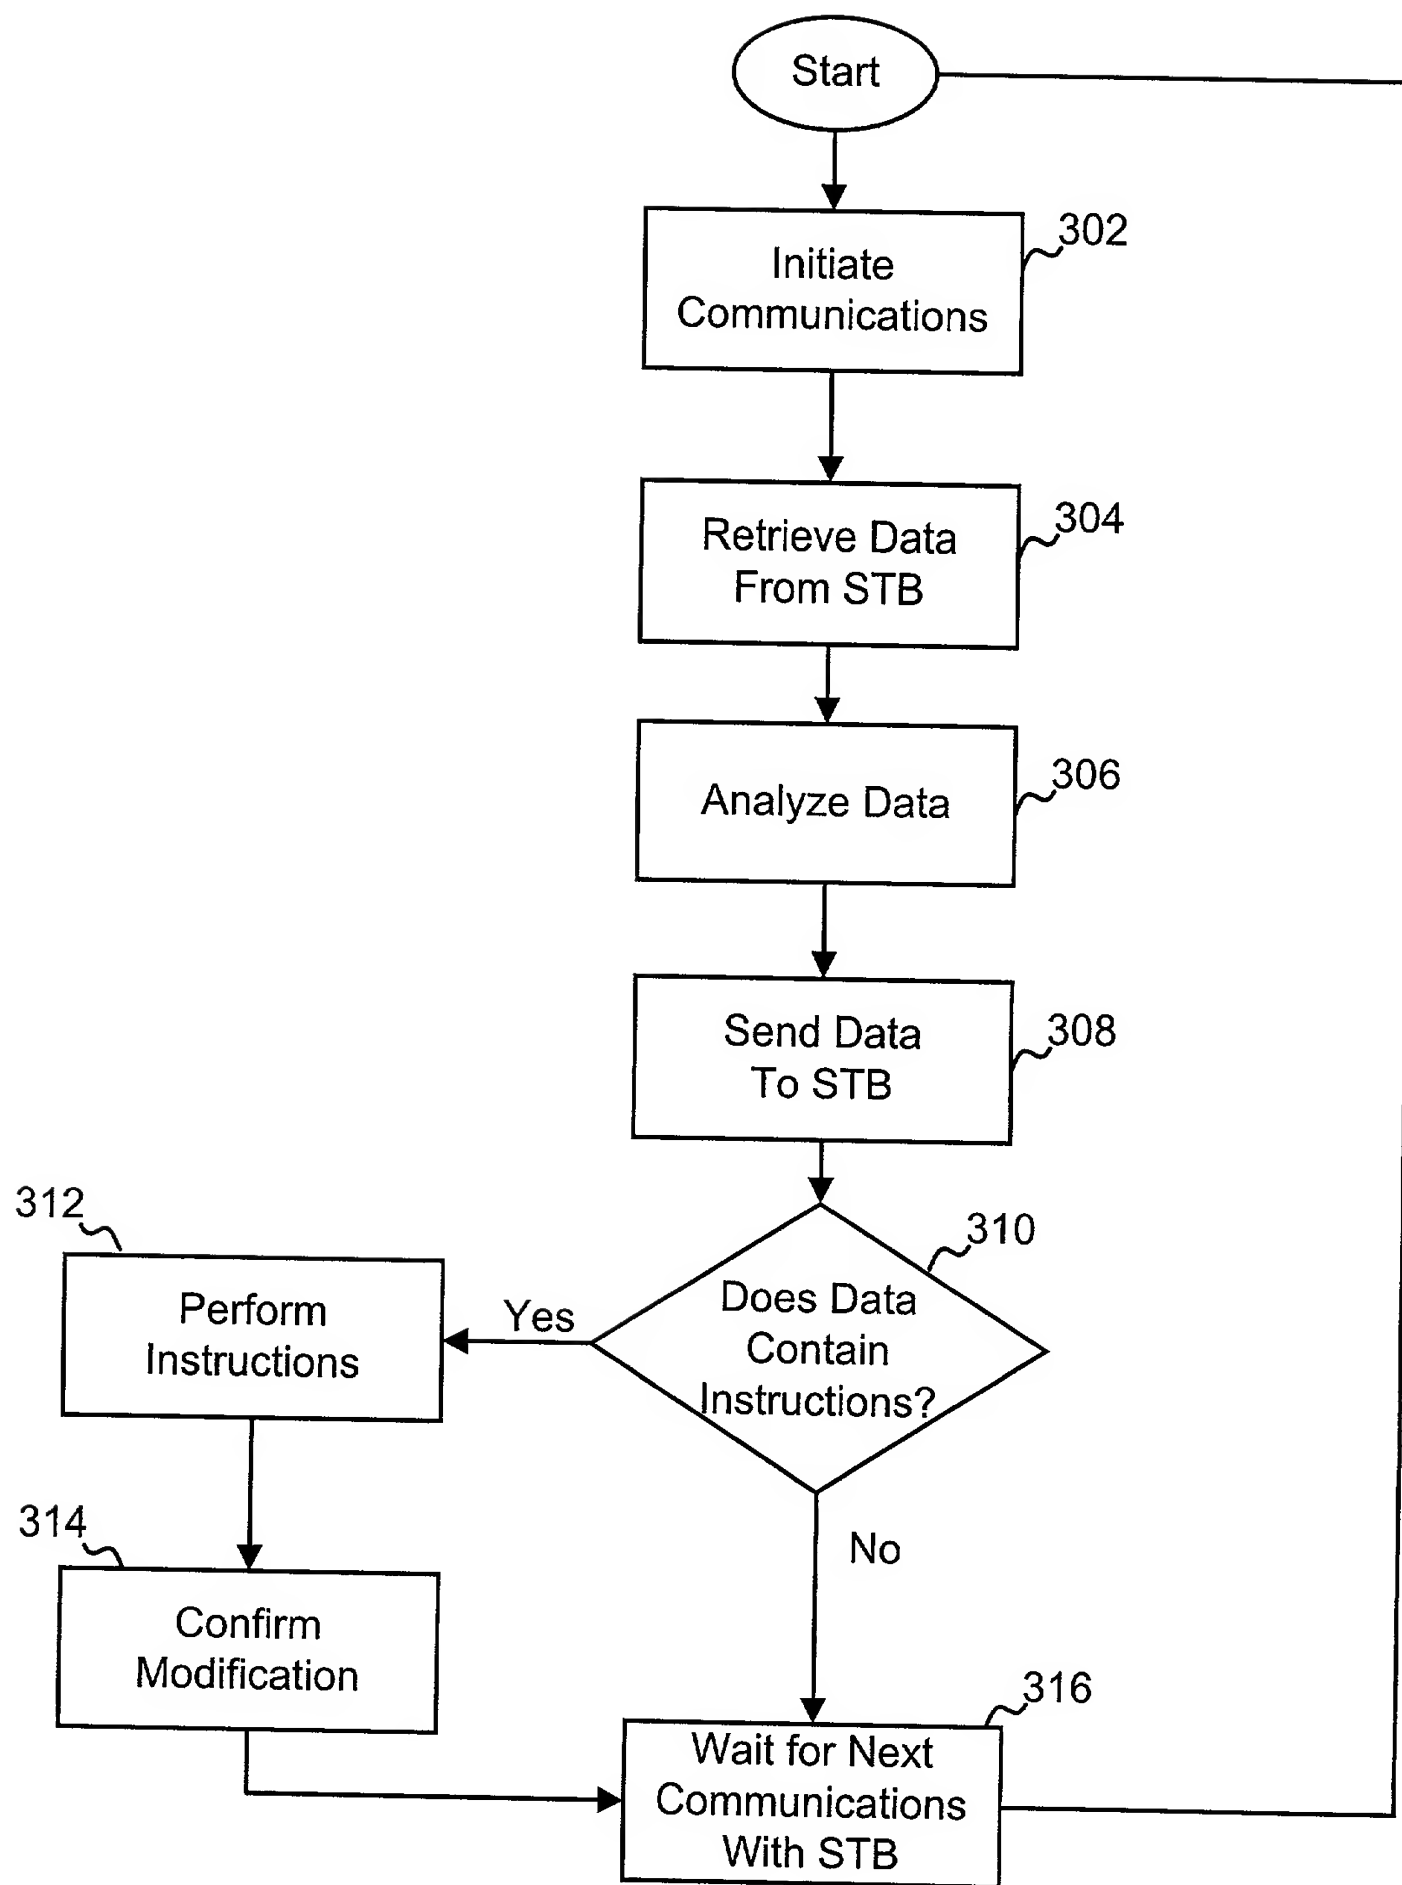 Start
302
Initiate
Communications
304
Retrieve Data
From STB
306
Analyze Data
308
Send Data
To STB
310
Does Data
Contain
Instructions?
Yes
312
Perform
Instructions
314
Confirm
Modification
No
316
Wait for Next
Communications
With STB